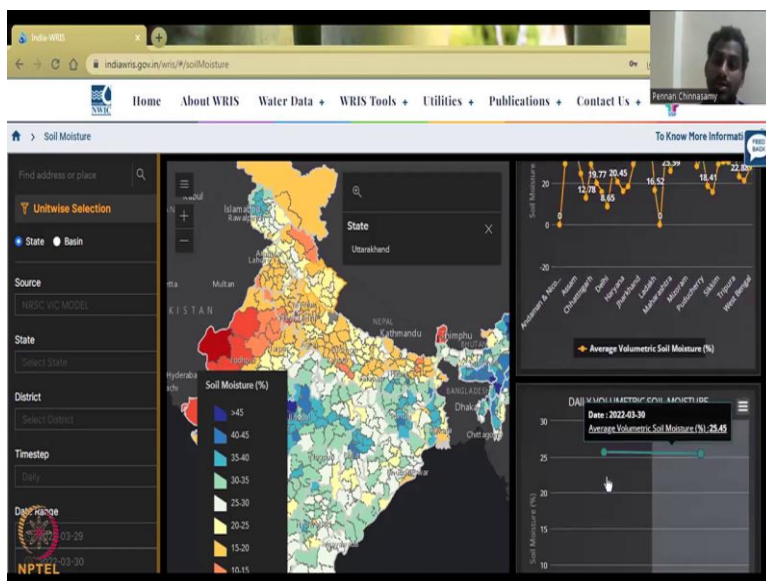 India-WRIS
indiawris.gov.in/wris/#/soilMoisture
Pennan Chinnasamy
NWIC
Home About WRIS Water Data + WRIS Tools + Utilities + Publications + Contact Us +
> Soil Moisture
To Know More Informati
FEED BACK
Find address or place
Unitwise Selection
State Basin
Source
NRSC VIC MODEL
State
Select State
District
Select District
Timestep
Daily
Date Range
2022-03-29
2022-03-30
NPTEL
State
Uttarakhand
Islamabad
Rawalpi
Multan
KISTAN
NEPAL
Kathmandu
Thimphu
BHUTAN
BANGLADESH
Dhaka
Chittagong
Hyderaba
Soil Moisture (%)
>45
40-45
35-40
30-35
25-30
20-25
15-20
10-15
Soil Moisture
20
0
-20
0
12.78
19.77
8.65
20.45
16.52
0
25.39
18.41
22.88
Andaman & Nico...
Assam
Chhattisgarh
Delhi
Haryana
Jharkhand
Ladakh
Maharashtra
Mizoram
Puducherry
Sikkim
Tripura
West Bengal
Average Volumetric Soil Moisture (%)
DAILY VOLUMETRIC SOIL MOISTURE
Date : 2022-03-30
Average Volumetric Soil Moisture (%) :25.45
Soil Moisture (%)
30
25
20
15
10